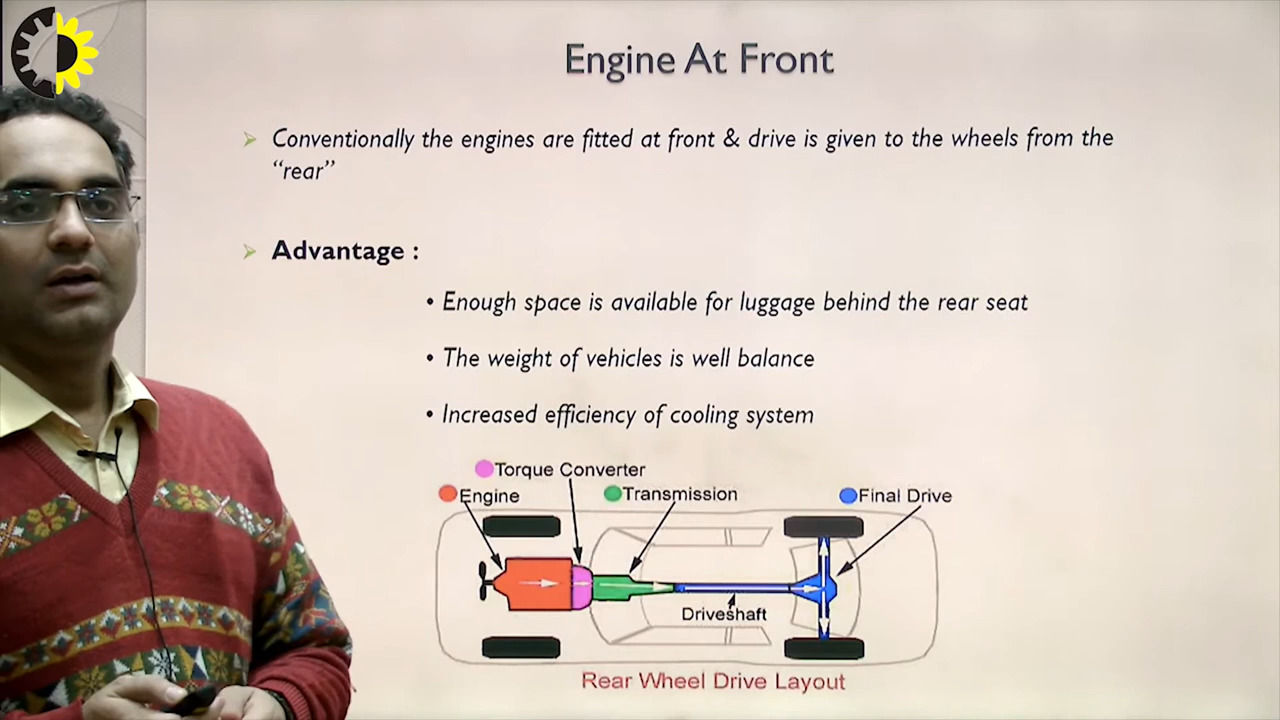 Engine At Front
Conventionally the engines are fitted at front & drive is given to the wheels from the
“rear”
Advantage :
• Enough space is available for luggage behind the rear seat
• The weight of vehicles is well balance
• Increased efficiency of cooling system
Torque Converter
Engine
Transmission
Final Drive
Driveshaft
Rear Wheel Drive Layout